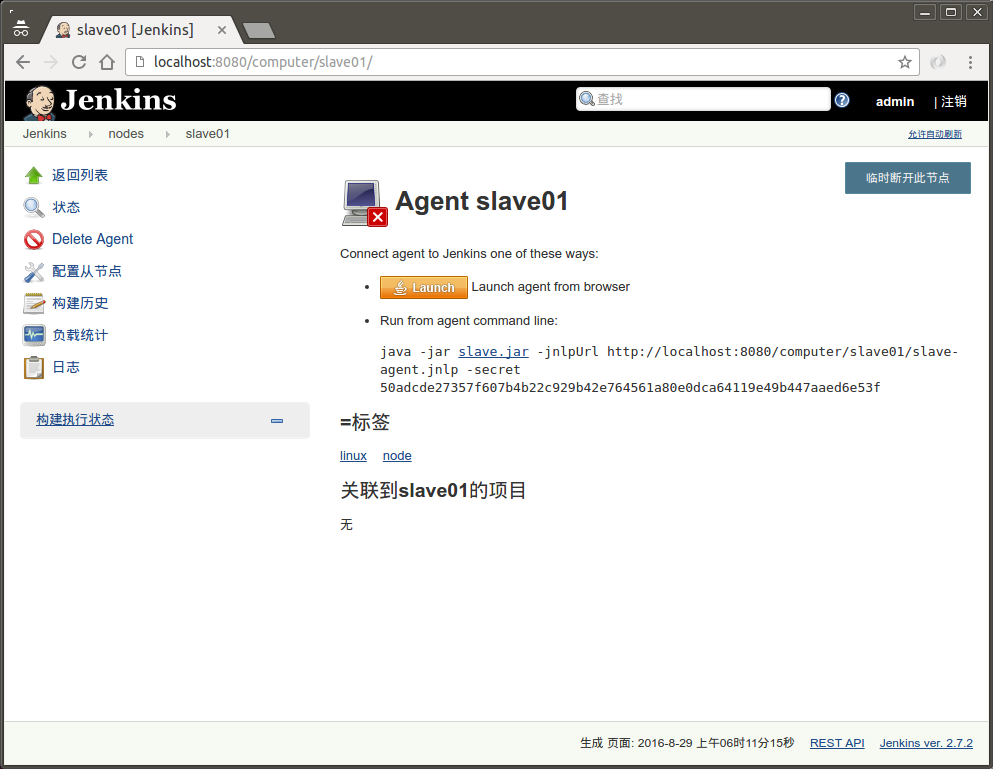 slave01 [Jenkins]
localhost:8080/computer/slave01/
Jenkins
查找
admin
| 注销
Jenkins
nodes
slave01
允许自动刷新
返回列表
状态
Delete Agent
配置从节点
构建历史
负载统计
日志
构建执行状态
临时断开此节点
Agent slave01
Connect agent to Jenkins one of these ways:
Launch Launch agent from browser
Run from agent command line:
java -jar slave.jar -jnlpUrl http://localhost:8080/computer/slave01/slave-
agent.jnlp -secret
50adcde27357f607b4b22c929b42e764561a80e0dca64119e49b447aaed6e53f
=标签
linux node
关联到slave01的项目
无
生成 页面: 2016-8-29 上午06时11分15秒 REST API Jenkins ver. 2.7.2